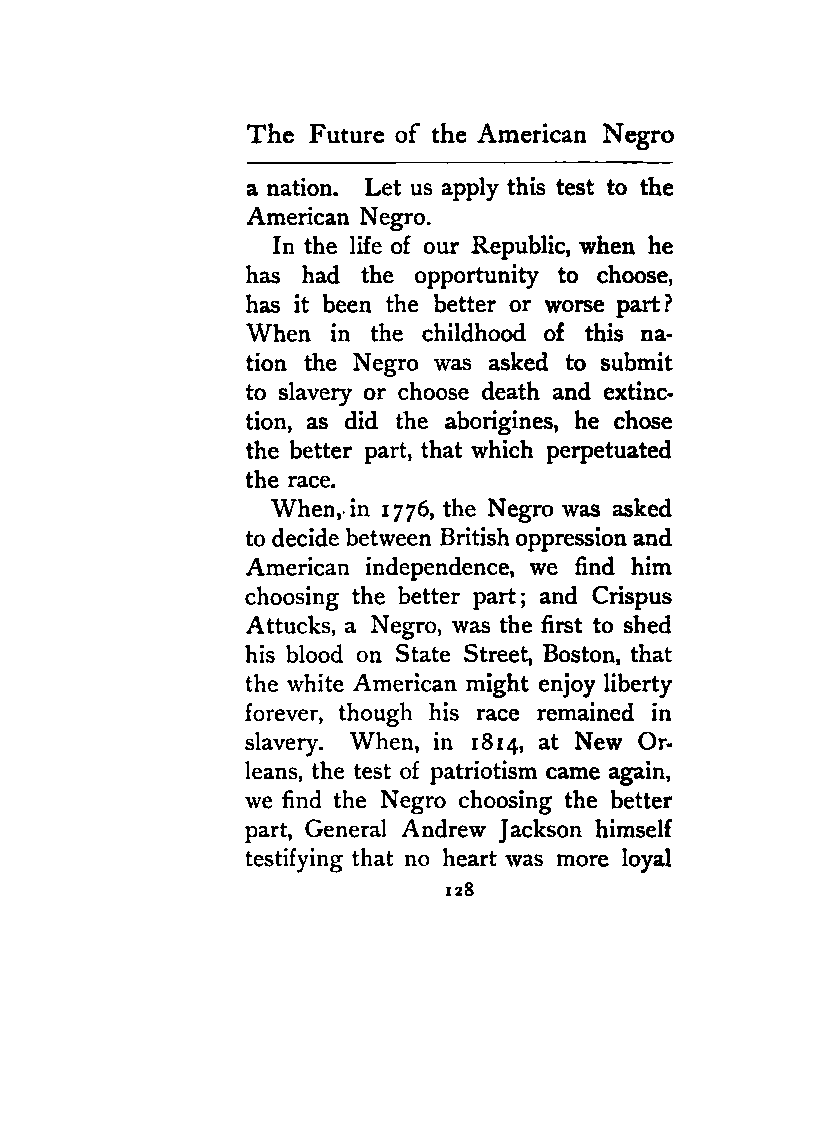 The Future of the American Negro
a nation. Let us apply this test to the
American Negro.
In the life of our Republic, when he
has had the opportunity to choose,
has it been the better or worse part?
When in the childhood of this na-
tion the Negro was asked to submit
to slavery or choose death and extinc-
tion, as did the aborigines, he chose
the better part, that which perpetuated
the race.
When, in 1776, the Negro was asked
to decide between British oppression and
American independence, we find him
choosing the better part; and Crispus
Attucks, a Negro, was the first to shed
his blood on State Street, Boston, that
the white American might enjoy liberty
forever, though his race remained in
slavery. When, in 1814, at New Or-
leans, the test of patriotism came again,
we find the Negro choosing the better
part, General Andrew Jackson himself
testifying that no heart was more loyal
128